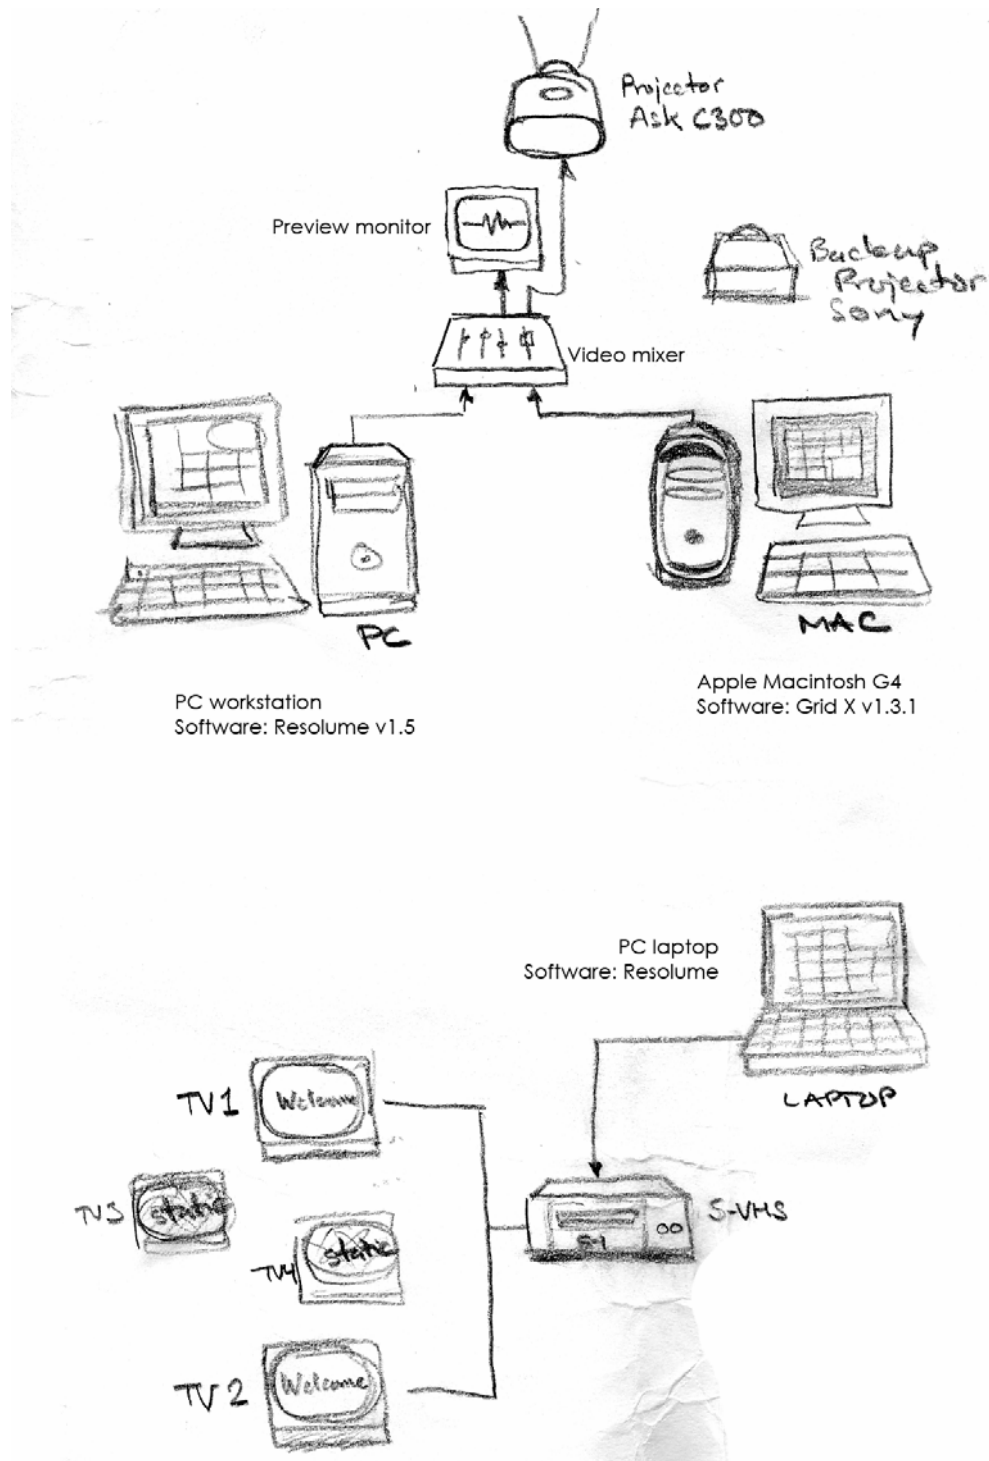 Projector
Ask C300
Preview monitor
Backup
Projector
Sony
Video mixer
PC
MAC
PC workstation
Software: Resolume v1.5
Apple Macintosh G4
Software: Grid X v1.3.1
PC laptop
Software: Resolume
LAPTOP
TV1
Welcome
TV3
static
S-VHS
TV4
static
TV2
Welcome